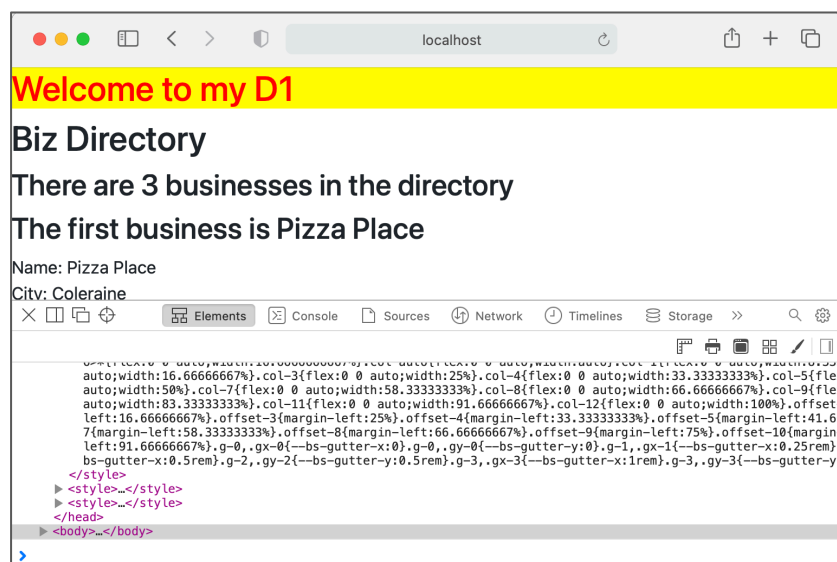 localhost
Welcome to my D1
Biz Directory
There are 3 businesses in the directory
The first business is Pizza Place
Name: Pizza Place
City: Coleraine
Elements Console Sources Network Timelines Storage
auto;width:16.66666667%}.col-3{flex:0 0 auto;width:25%}.col-4{flex:0 0 auto;width:33.33333333%}.col-5{fl
auto;width:50%}.col-7{flex:0 0 auto;width:58.33333333%}.col-8{flex:0 0 auto;width:66.66666667%}.col-9{fle
auto;width:83.33333333%}.col-11{flex:0 0 auto;width:91.66666667%}.col-12{flex:0 0 auto;width:100%}.offset
left:16.66666667%}.offset-3{margin-left:25%}.offset-4{margin-left:33.33333333%}.offset-5{margin-left:41.6
7{margin-left:58.33333333%}.offset-8{margin-left:66.66666667%}.offset-9{margin-left:75%}.offset-10{margin
left:91.66666667%}.g-0,.gx-0{--bs-gutter-x:0}.g-0,.gy-0{--bs-gutter-y:0}.g-1,.gx-1{--bs-gutter-x:0.25rem}
bs-gutter-x:0.5rem}.g-2,.gy-2{--bs-gutter-y:0.5rem}.g-3,.gx-3{--bs-gutter-x:1rem}.g-3,.gy-3{--bs-gutter-y
</style>
<style>…</style>
<style>…</style>
</head>
<body>…</body>